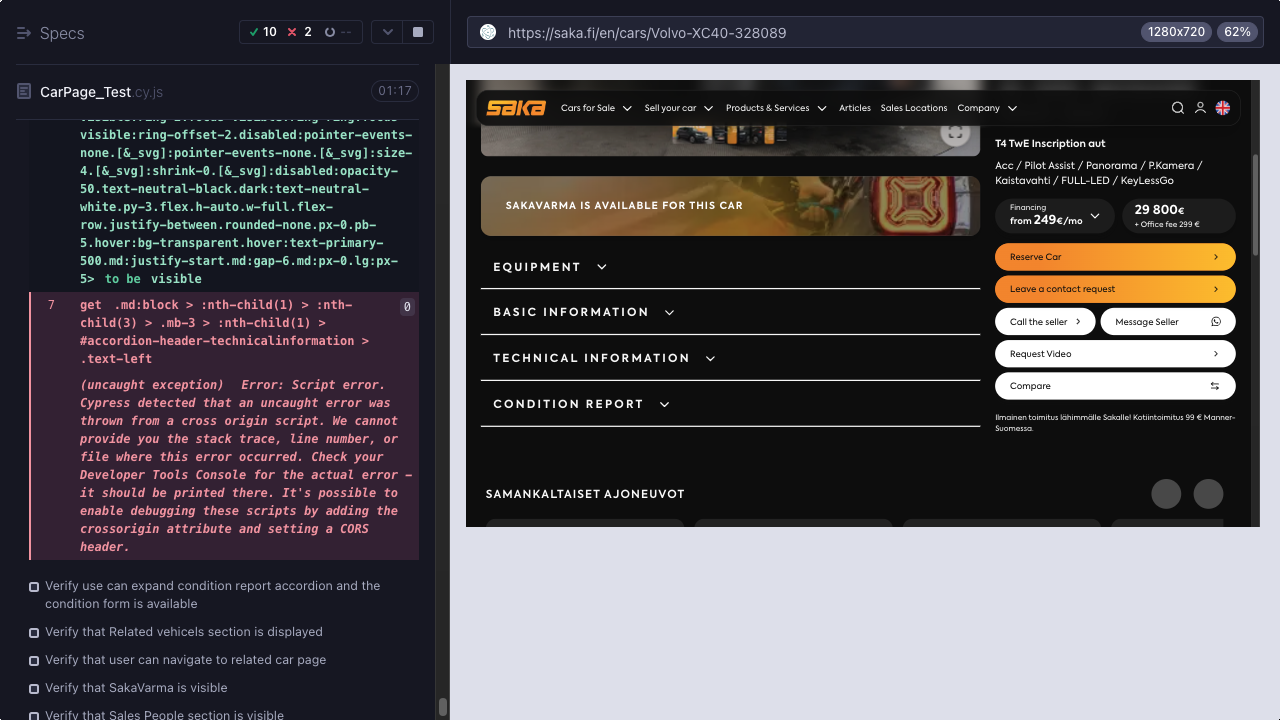 Specs
10
2
--
https://saka.fi/en/cars/Volvo-XC40-328089
1280x720
62%
CarPage_Test.cy.js
01:17
visible:ring-offset-2.disabled:pointer-events-
none.[&_svg]:pointer-events-none.[&_svg]:size-
4.[&_svg]:shrink-0.[&_svg]:disabled:opacity-
50.text-neutral-black.dark:text-neutral-
white.py-3.flex.h-auto.w-full.flex-
row.justify-between.rounded-none.px-0.pb-
5.hover:bg-transparent.hover:text-primary-
500.md:justify-start.md:gap-6.md:px-0.lg:px-
5> to be visible
7 get .md:block > :nth-child(1) > :nth-
child(3) > .mb-3 > :nth-child(1) >
#accordion-header-technicalinformation >
.text-left
0
(uncaught exception) Error: Script error.
Cypress detected that an uncaught error was
thrown from a cross origin script. We cannot
provide you the stack trace, line number, or
file where this error occurred. Check your
Developer Tools Console for the actual error -
it should be printed there. It's possible to
enable debugging these scripts by adding the
crossorigin attribute and setting a CORS
header.
Verify use can expand condition report accordion and the
condition form is available
Verify that Related vehicels section is displayed
Verify that user can navigate to related car page
Verify that SakaVarma is visible
Verify that Sales People section is visible
saka
Cars for Sale
Sell your car
Products & Services
Articles
Sales Locations
Company
SAKAVARMA IS AVAILABLE FOR THIS CAR
EQUIPMENT
BASIC INFORMATION
TECHNICAL INFORMATION
CONDITION REPORT
T4 TwE Inscription aut
Acc / Pilot Assist / Panorama / P.Kamera /
Kaistavahti / FULL-LED / KeyLessGo
Financing
from 249€/mo
29 800€
+ Office fee 299 €
Reserve Car
Leave a contact request
Call the seller
Message Seller
Request Video
Compare
Ilmainen toimitus lähimmälle Sakalle! Kotiintoimitus 99 € Manner-
Suomessa.
SAMANKALTAISET AJONEUVOT